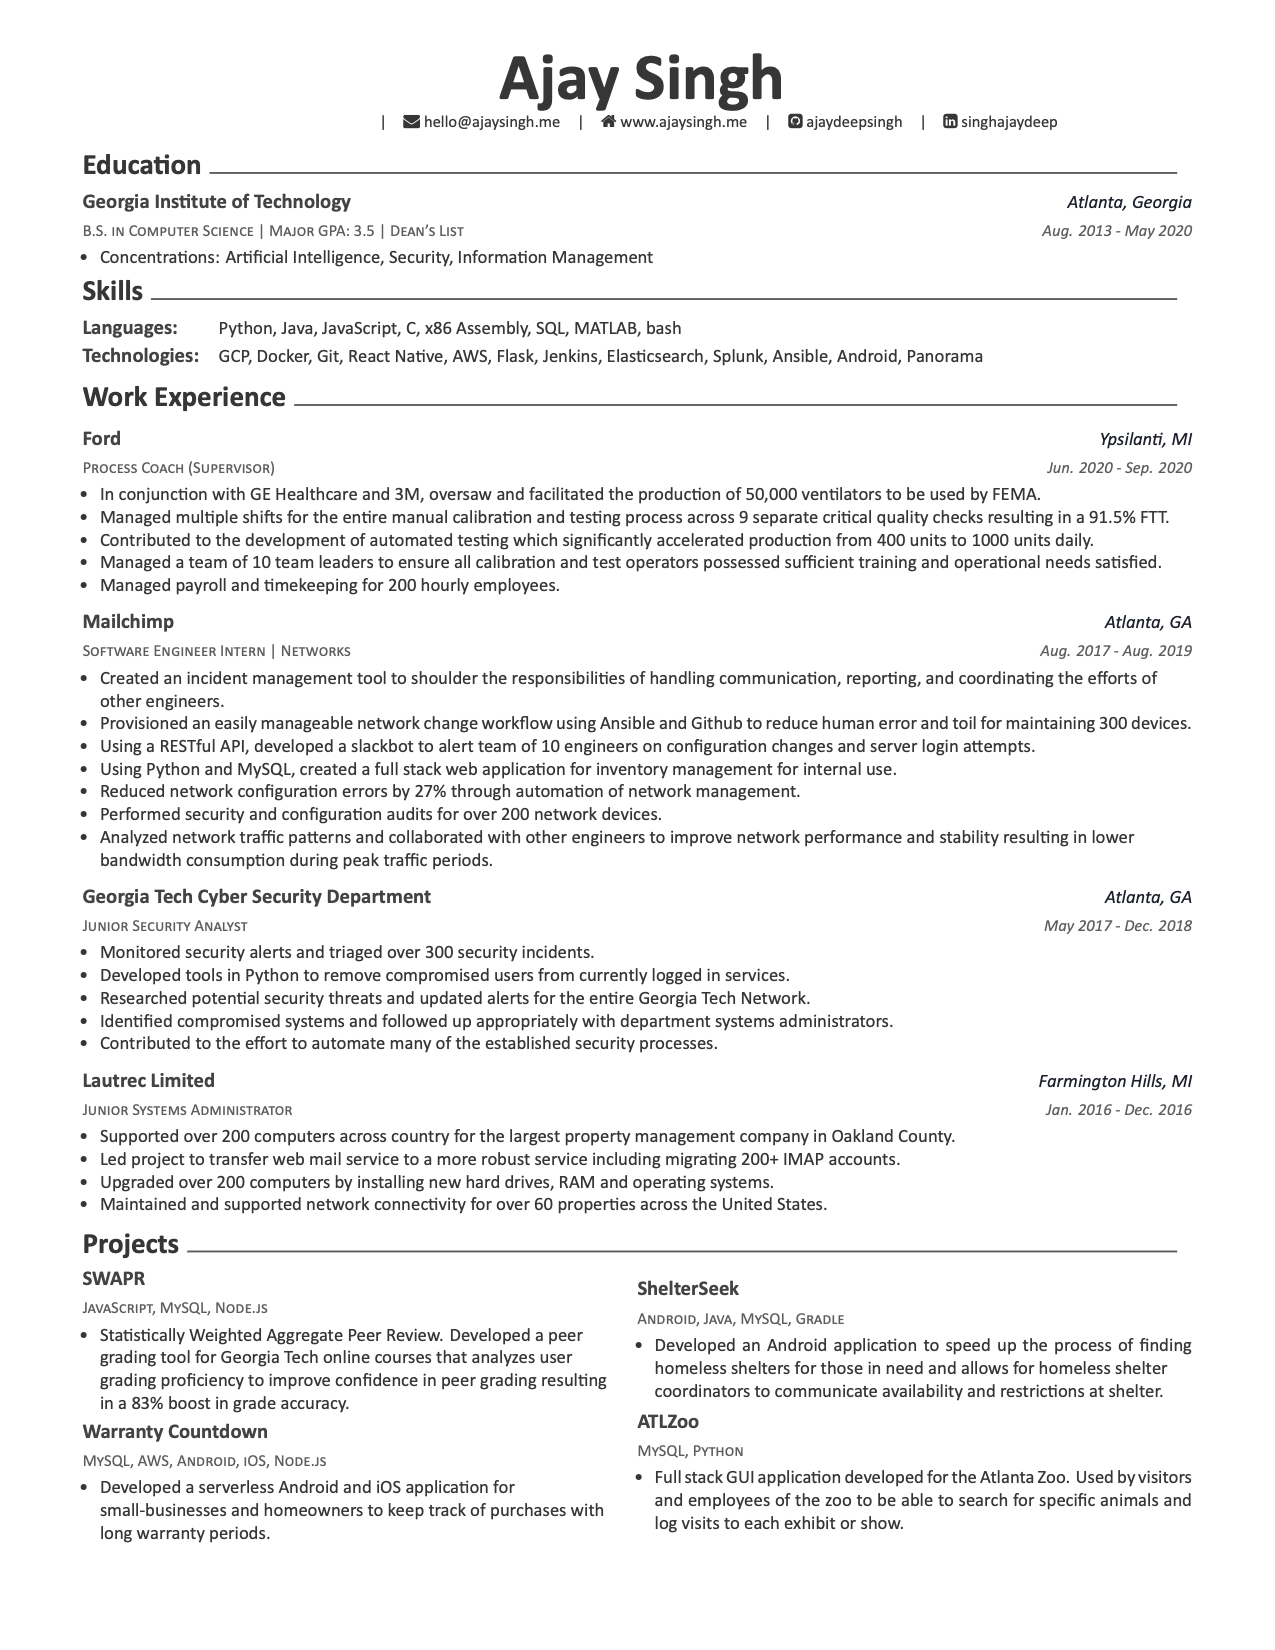 Ajay Singh
| hello@ajaysingh.me | www.ajaysingh.me | ajaydeepsingh | singhajaydeep
Education
Georgia Institute of Technology Atlanta, Georgia
B.S. in Computer Science | Major GPA: 3.5 | Dean's List Aug. 2013 - May 2020
• Concentrations: Artificial Intelligence, Security, Information Management
Skills
Languages: Python, Java, JavaScript, C, x86 Assembly, SQL, MATLAB, bash
Technologies: GCP, Docker, Git, React Native, AWS, Flask, Jenkins, Elasticsearch, Splunk, Ansible, Android, Panorama
Work Experience
Ford Ypsilanti, MI
Process Coach (Supervisor) Jun. 2020 - Sep. 2020
• In conjunction with GE Healthcare and 3M, oversaw and facilitated the production of 50,000 ventilators to be used by FEMA.
• Managed multiple shifts for the entire manual calibration and testing process across 9 separate critical quality checks resulting in a 91.5% FTT.
• Contributed to the development of automated testing which significantly accelerated production from 400 units to 1000 units daily.
• Managed a team of 10 team leaders to ensure all calibration and test operators possessed sufficient training and operational needs satisfied.
• Managed payroll and timekeeping for 200 hourly employees.
Mailchimp Atlanta, GA
Software Engineer Intern | Networks Aug. 2017 - Aug. 2019
• Created an incident management tool to shoulder the responsibilities of handling communication, reporting, and coordinating the efforts of
other engineers.
• Provisioned an easily manageable network change workflow using Ansible and Github to reduce human error and toil for maintaining 300 devices.
• Using a RESTful API, developed a slackbot to alert team of 10 engineers on configuration changes and server login attempts.
• Using Python and MySQL, created a full stack web application for inventory management for internal use.
• Reduced network configuration errors by 27% through automation of network management.
• Performed security and configuration audits for over 200 network devices.
• Analyzed network traffic patterns and collaborated with other engineers to improve network performance and stability resulting in lower
bandwidth consumption during peak traffic periods.
Georgia Tech Cyber Security Department Atlanta, GA
Junior Security Analyst May 2017 - Dec. 2018
• Monitored security alerts and triaged over 300 security incidents.
• Developed tools in Python to remove compromised users from currently logged in services.
• Researched potential security threats and updated alerts for the entire Georgia Tech Network.
• Identified compromised systems and followed up appropriately with department systems administrators.
• Contributed to the effort to automate many of the established security processes.
Lautrec Limited Farmington Hills, MI
Junior Systems Administrator Jan. 2016 - Dec. 2016
• Supported over 200 computers across country for the largest property management company in Oakland County.
• Led project to transfer web mail service to a more robust service including migrating 200+ IMAP accounts.
• Upgraded over 200 computers by installing new hard drives, RAM and operating systems.
• Maintained and supported network connectivity for over 60 properties across the United States.
Projects
SWAPR
JavaScript, MySQL, Node.js
• Statistically Weighted Aggregate Peer Review. Developed a peer
grading tool for Georgia Tech online courses that analyzes user
grading proficiency to improve confidence in peer grading resulting
in a 83% boost in grade accuracy.
Warranty Countdown
MySQL, AWS, Android, iOS, Node.js
• Developed a serverless Android and iOS application for
small-businesses and homeowners to keep track of purchases with
long warranty periods.
ShelterSeek
Android, Java, MySQL, Gradle
• Developed an Android application to speed up the process of finding
homeless shelters for those in need and allows for homeless shelter
coordinators to communicate availability and restrictions at shelter.
ATLZoo
MySQL, Python
• Full stack GUI application developed for the Atlanta Zoo. Used by visitors
and employees of the zoo to be able to search for specific animals and
log visits to each exhibit or show.